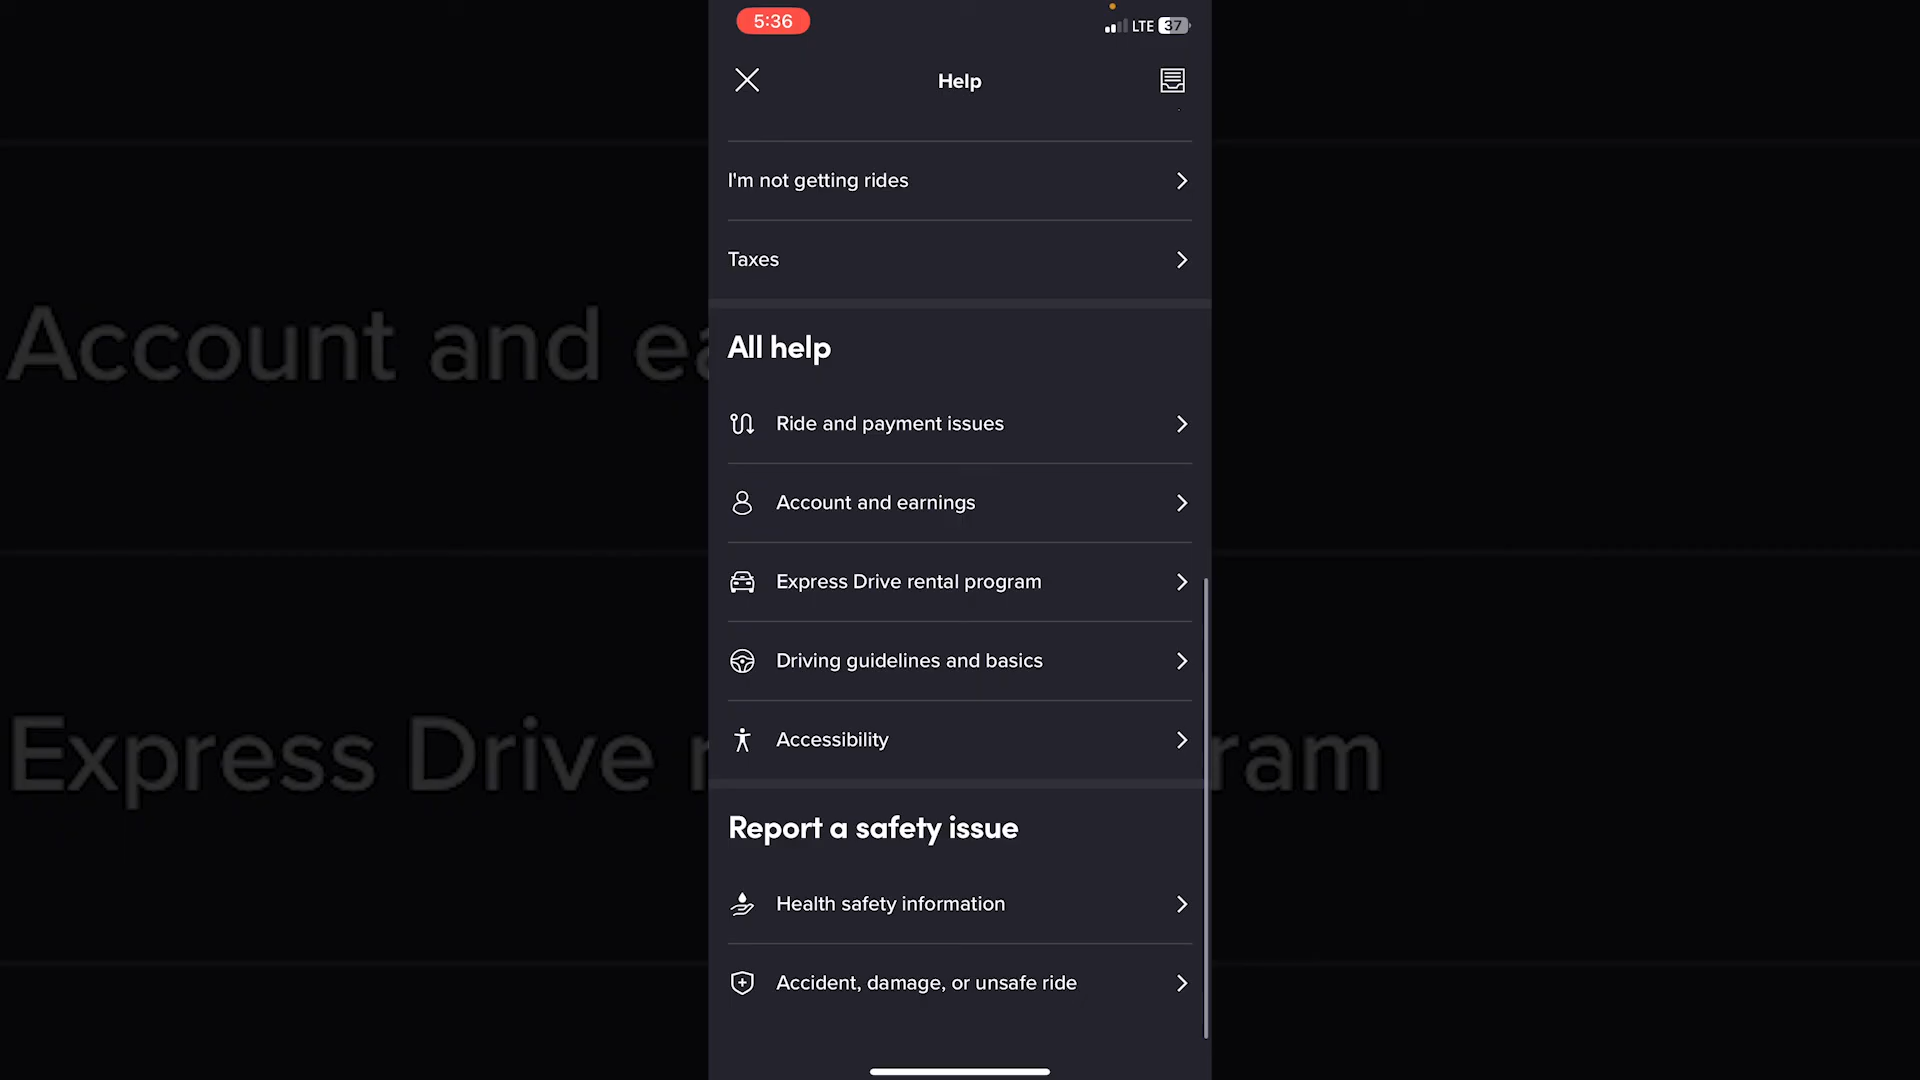 5:36
LTE 37
Help
I'm not getting rides
Taxes
All help
Ride and payment issues
Account and earnings
Express Drive rental program
Driving guidelines and basics
Accessibility
Report a safety issue
Health safety information
Accident, damage, or unsafe ride
Account and ea
Express Drive r ram